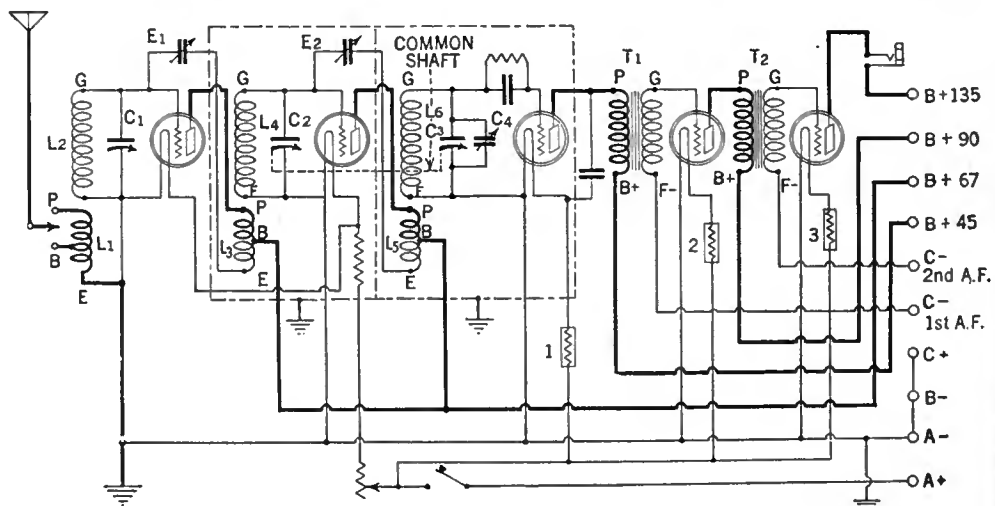 E1
E2
COMMON
SHAFT
T1
T2
G
G
P
G
P
G
B+135
L2
C1
L4
C2
L6
C3
C4
B+90
F
F
B+
F-
B+
F-
B+67
P
L1
B
E
P
B
L3
E
P
B
L5
E
2
3
B+45
C-
2nd A.F.
C-
1st A.F.
1
C+
B-
A-
A+